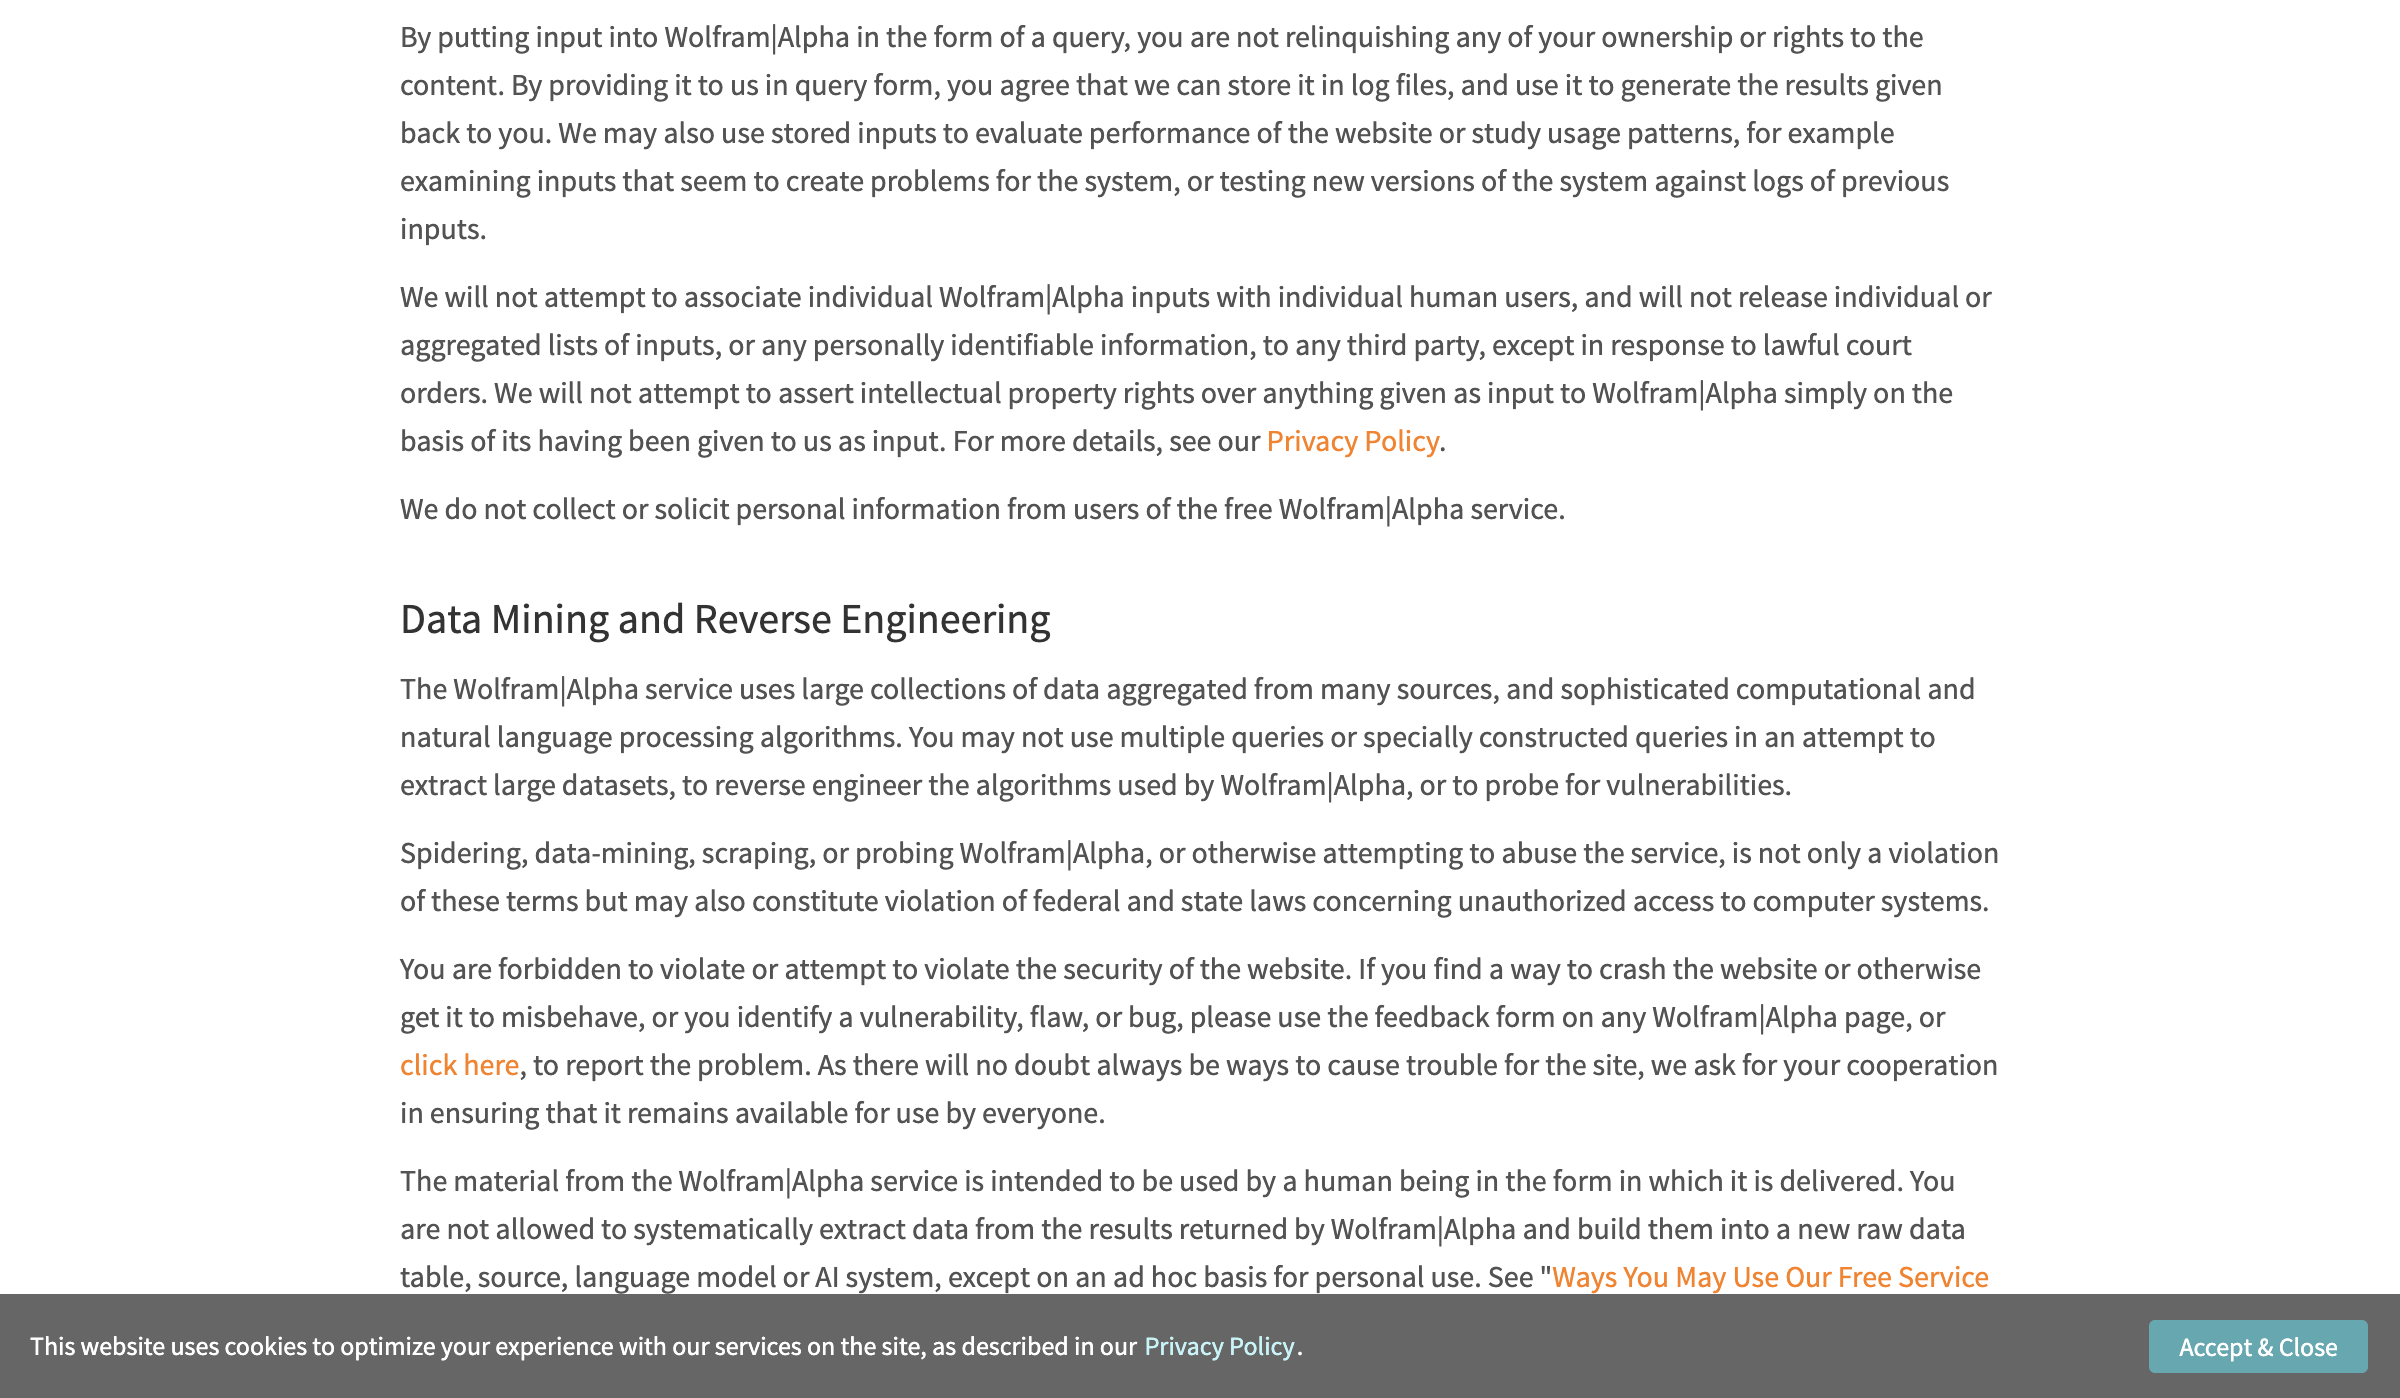 By putting input into Wolfram|Alpha in the form of a query, you are not relinquishing any of your ownership or rights to the
content. By providing it to us in query form, you agree that we can store it in log files, and use it to generate the results given
back to you. We may also use stored inputs to evaluate performance of the website or study usage patterns, for example
examining inputs that seem to create problems for the system, or testing new versions of the system against logs of previous
inputs.
We will not attempt to associate individual Wolfram|Alpha inputs with individual human users, and will not release individual or
aggregated lists of inputs, or any personally identifiable information, to any third party, except in response to lawful court
orders. We will not attempt to assert intellectual property rights over anything given as input to Wolfram|Alpha simply on the
basis of its having been given to us as input. For more details, see our Privacy Policy.
We do not collect or solicit personal information from users of the free Wolfram|Alpha service.
Data Mining and Reverse Engineering
The Wolfram|Alpha service uses large collections of data aggregated from many sources, and sophisticated computational and
natural language processing algorithms. You may not use multiple queries or specially constructed queries in an attempt to
extract large datasets, to reverse engineer the algorithms used by Wolfram|Alpha, or to probe for vulnerabilities.
Spidering, data-mining, scraping, or probing Wolfram|Alpha, or otherwise attempting to abuse the service, is not only a violation
of these terms but may also constitute violation of federal and state laws concerning unauthorized access to computer systems.
You are forbidden to violate or attempt to violate the security of the website. If you find a way to crash the website or otherwise
get it to misbehave, or you identify a vulnerability, flaw, or bug, please use the feedback form on any Wolfram|Alpha page, or
click here, to report the problem. As there will no doubt always be ways to cause trouble for the site, we ask for your cooperation
in ensuring that it remains available for use by everyone.
The material from the Wolfram|Alpha service is intended to be used by a human being in the form in which it is delivered. You
are not allowed to systematically extract data from the results returned by Wolfram|Alpha and build them into a new raw data
table, source, language model or AI system, except on an ad hoc basis for personal use. See "Ways You May Use Our Free Service
This website uses cookies to optimize your experience with our services on the site, as described in our Privacy Policy.
Accept & Close